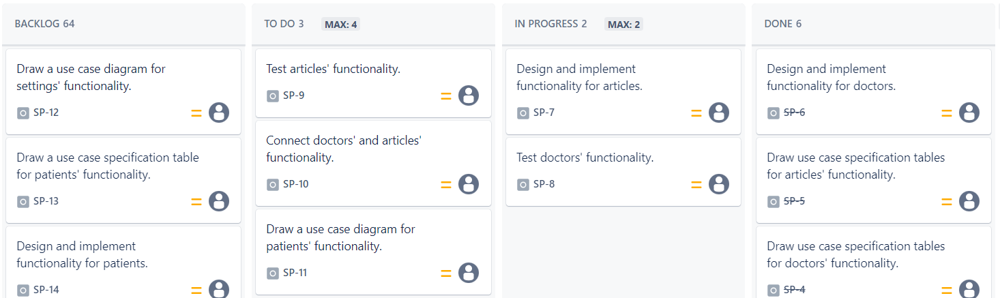 BACKLOG 64
Draw a use case diagram for
settings' functionality.
SP-12
Draw a use case specification table
for patients' functionality.
SP-13
Design and implement
functionality for patients.
SP-14
TO DO 3 MAX: 4
Test articles' functionality.
SP-9
Connect doctors' and articles'
functionality.
SP-10
Draw a use case diagram for
patients' functionality.
SP-11
IN PROGRESS 2 MAX: 2
Design and implement
functionality for articles.
SP-7
Test doctors' functionality.
SP-8
DONE 6
Design and implement
functionality for doctors.
SP-6
Draw use case specification tables
for articles' functionality.
SP-5
Draw use case specification tables
for doctors' functionality.
SP-4